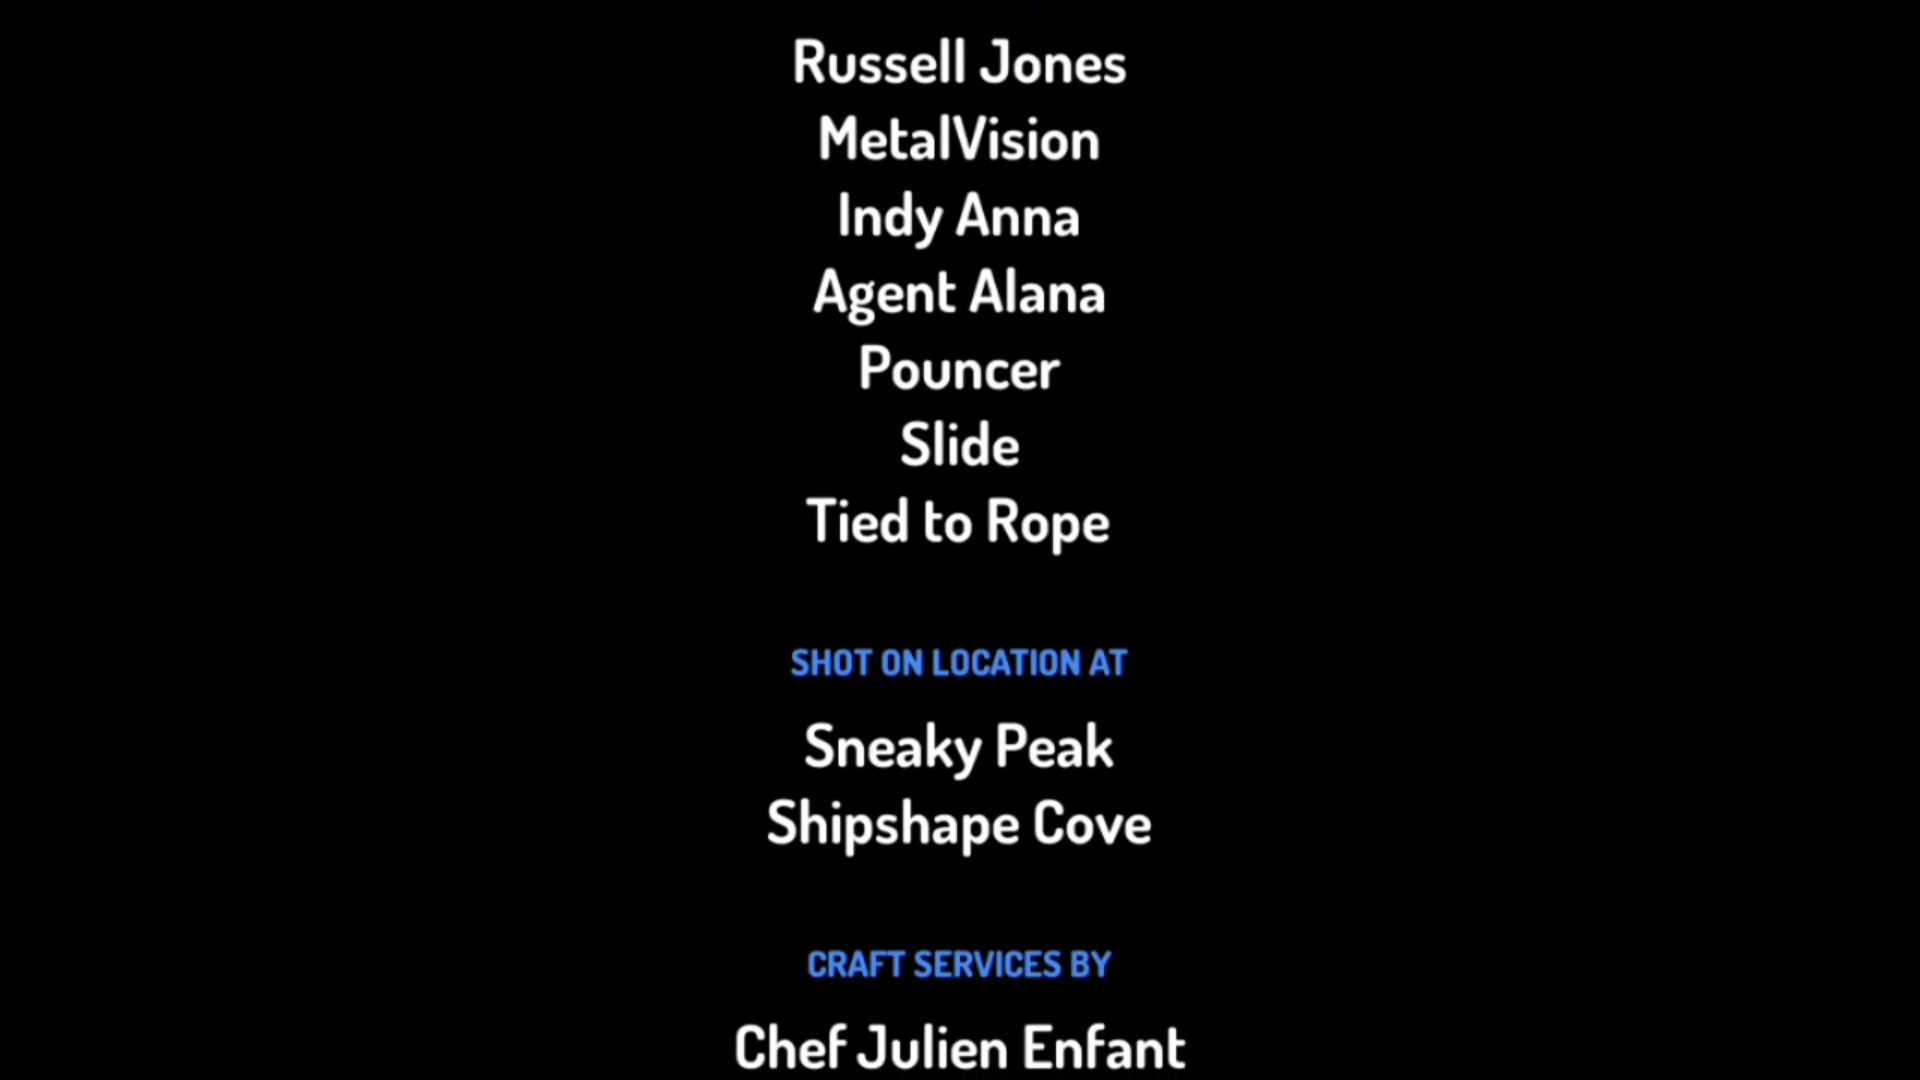 Russell Jones
MetalVision
Indy Anna
Agent Alana
Pouncer
Slide
Tied to Rope
SHOT ON LOCATION AT
Sneaky Peak
Shipshape Cove
CRAFT SERVICES BY
Chef Julien Enfant